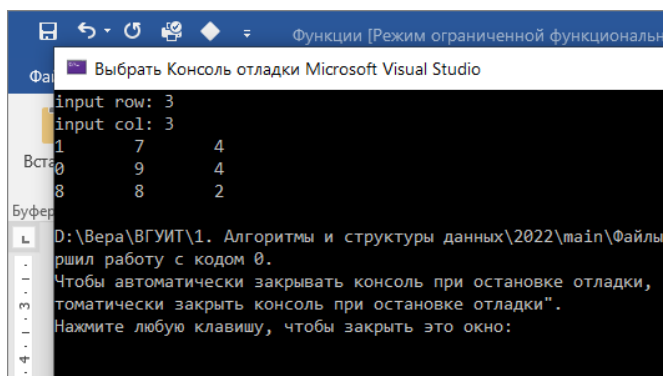 Функции [Режим ограниченной функциональн
Фа
Выбрать Консоль отладки Microsoft Visual Studio
input row: 3
input col: 3
1 7 4
0 9 4
8 8 2
Вста
Буфер
D:\Вера\ВГУИТ\1. Алгоритмы и структуры данных\2022\main\Файлы
ршил работу с кодом 0.
Чтобы автоматически закрывать консоль при остановке отладки,
томатически закрыть консоль при остановке отладки".
Нажмите любую клавишу, чтобы закрыть это окно:
3
4